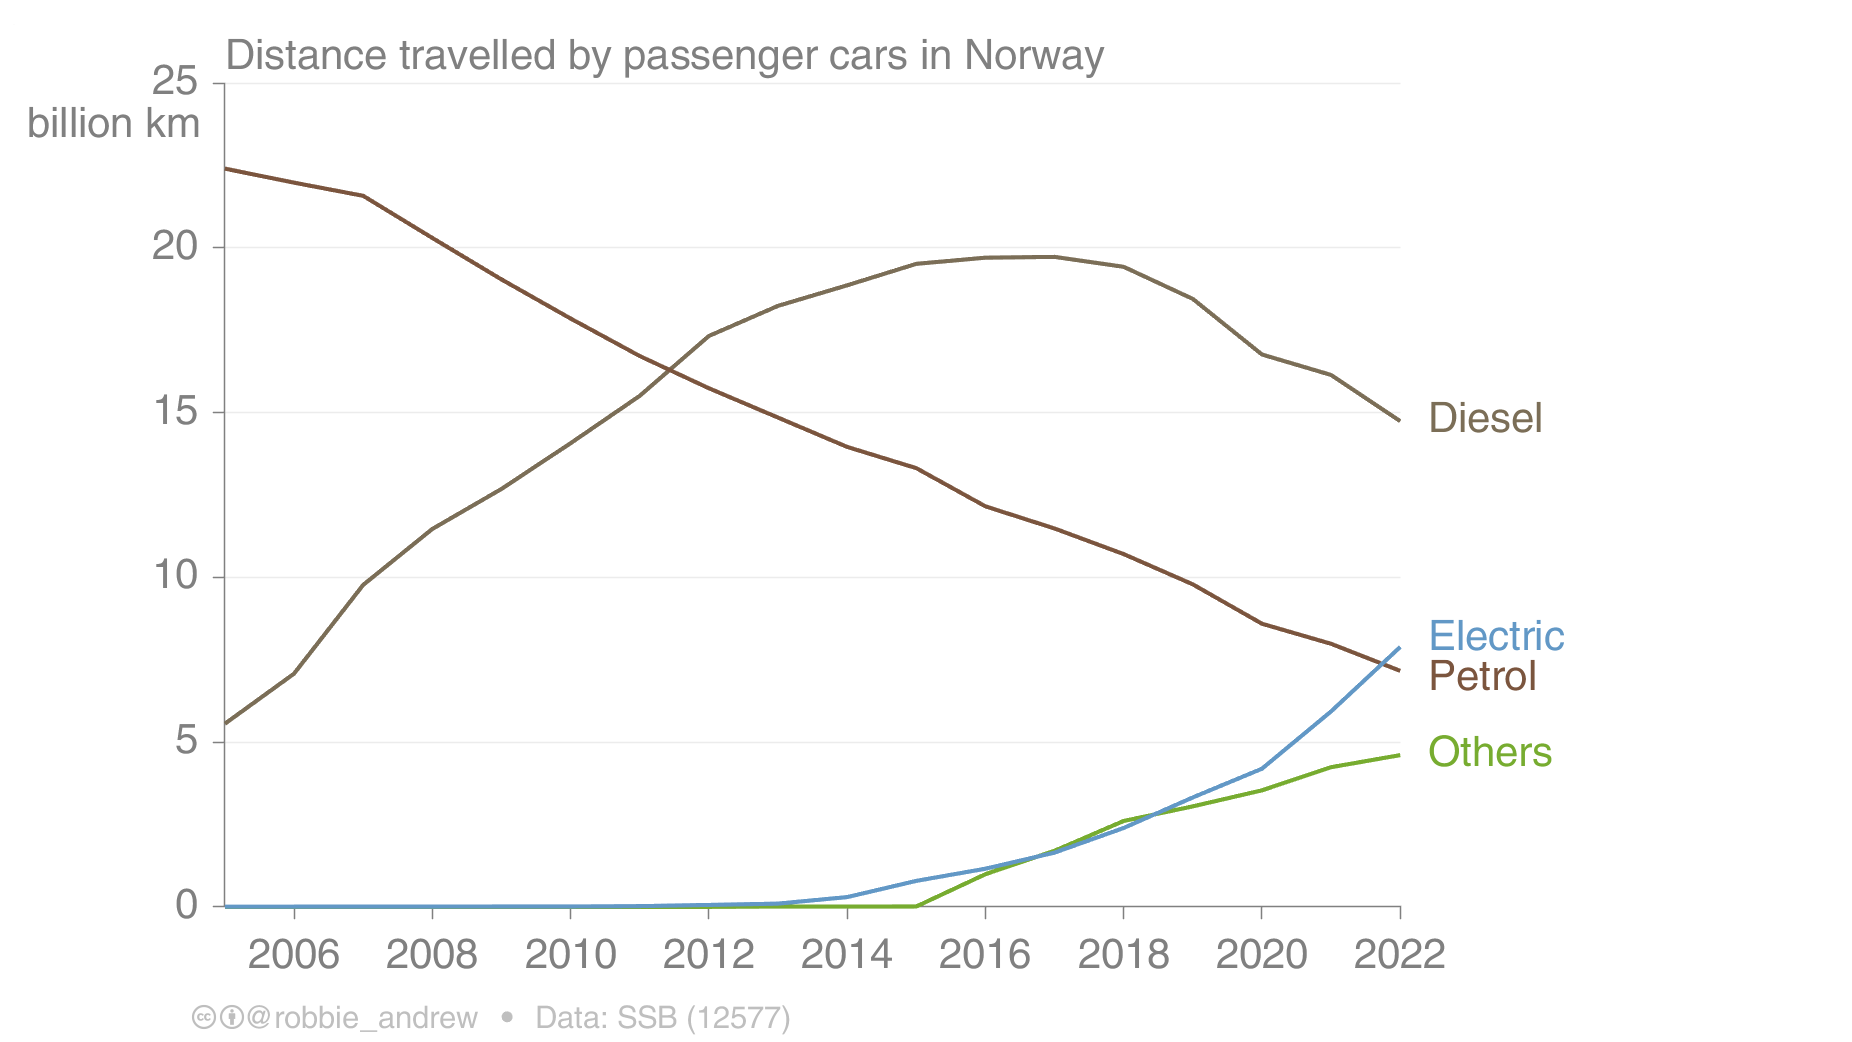 Distance travelled by passenger cars in Norway
25
billion km
20
15
10
5
0
Diesel
Electric
Petrol
Others
2006 2008 2010 2012 2014 2016 2018 2020 2022
@robbie_andrew • Data: SSB (12577)